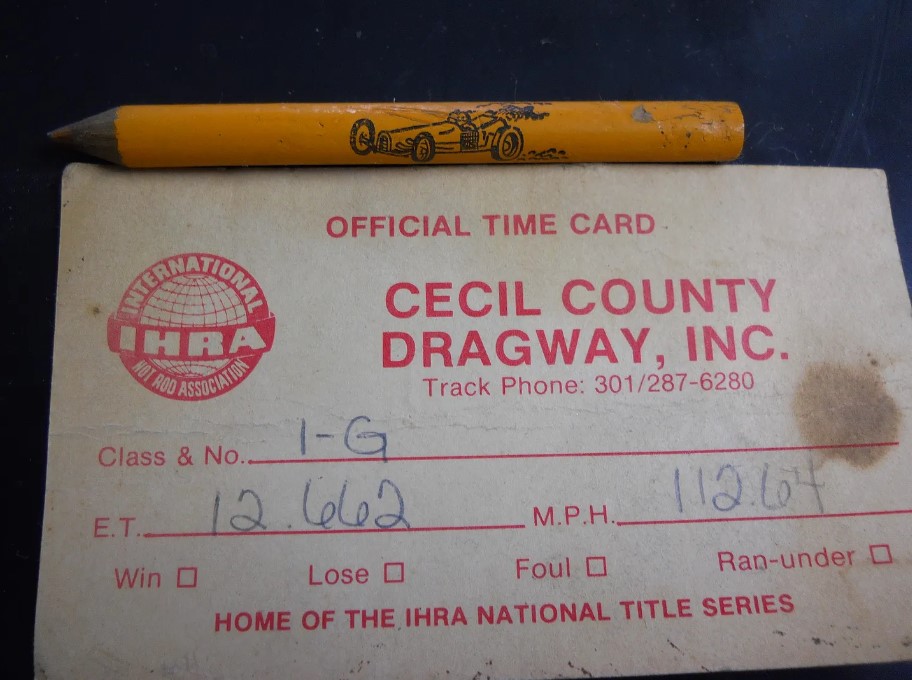 OFFICIAL TIME CARD
INTERNATIONAL
IHRA
HOT ROD ASSOCIATION
CECIL COUNTY
DRAGWAY, INC.
Track Phone: 301/287-6280
Class & No. 1-G
E.T. 12.662 M.P.H. 112.64
Win □ Lose □ Foul □ Ran-under □
HOME OF THE IHRA NATIONAL TITLE SERIES